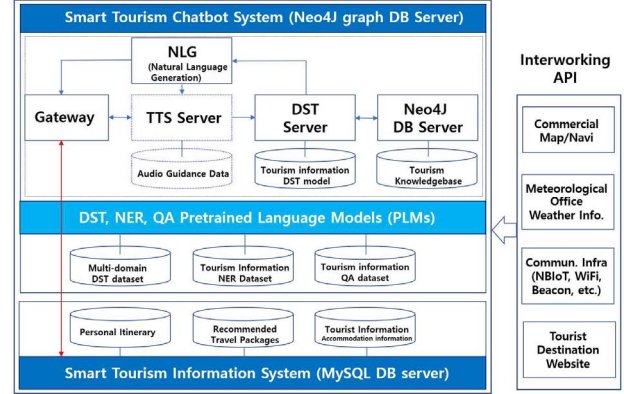 Smart Tourism Chatbot System (Neo4J graph DB Server)
NLG
(Natural Language
Generation)
Gateway
TTS Server
DST
Server
Neo4J
DB Server
Audio Guidance Data
Tourism information
DST model
Tourism
Knowledgebase
DST, NER, QA Pretrained Language Models (PLMs)
Multi-domain
DST dataset
Tourism Information
NER Dataset
Tourism information
QA dataset
Personal Itinerary
Recommended
Travel Packages
Tourist Information
Accommodation information
Smart Tourism Information System (MySQL DB server)
Interworking
API
Commercial
Map/Navi
Meteorological
Office
Weather Info.
Commun. Infra
(NBIoT, WiFi,
Beacon, etc.)
Tourist
Destination
Website